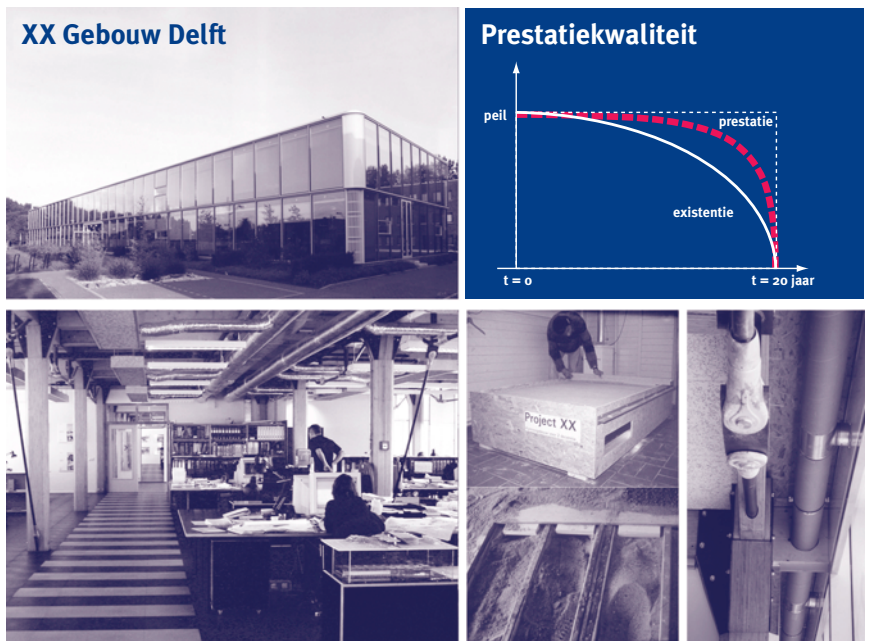 XX Gebouw Delft
Prestatiekwaliteit
peil
prestatie
existentie
t = 0
t = 20 jaar
Project XX